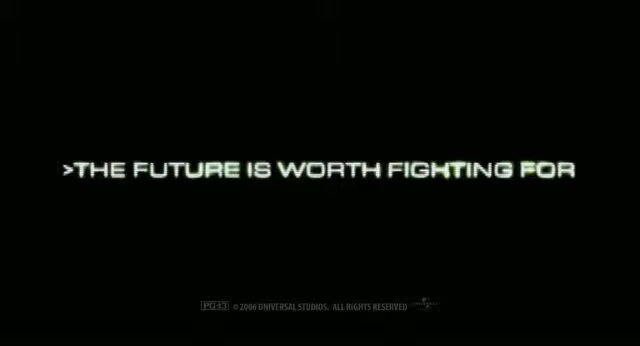 >THE FUTURE IS WORTH FIGHTING FOR
PG-13 © 2006 UNIVERSAL STUDIOS. ALL RIGHTS RESERVED